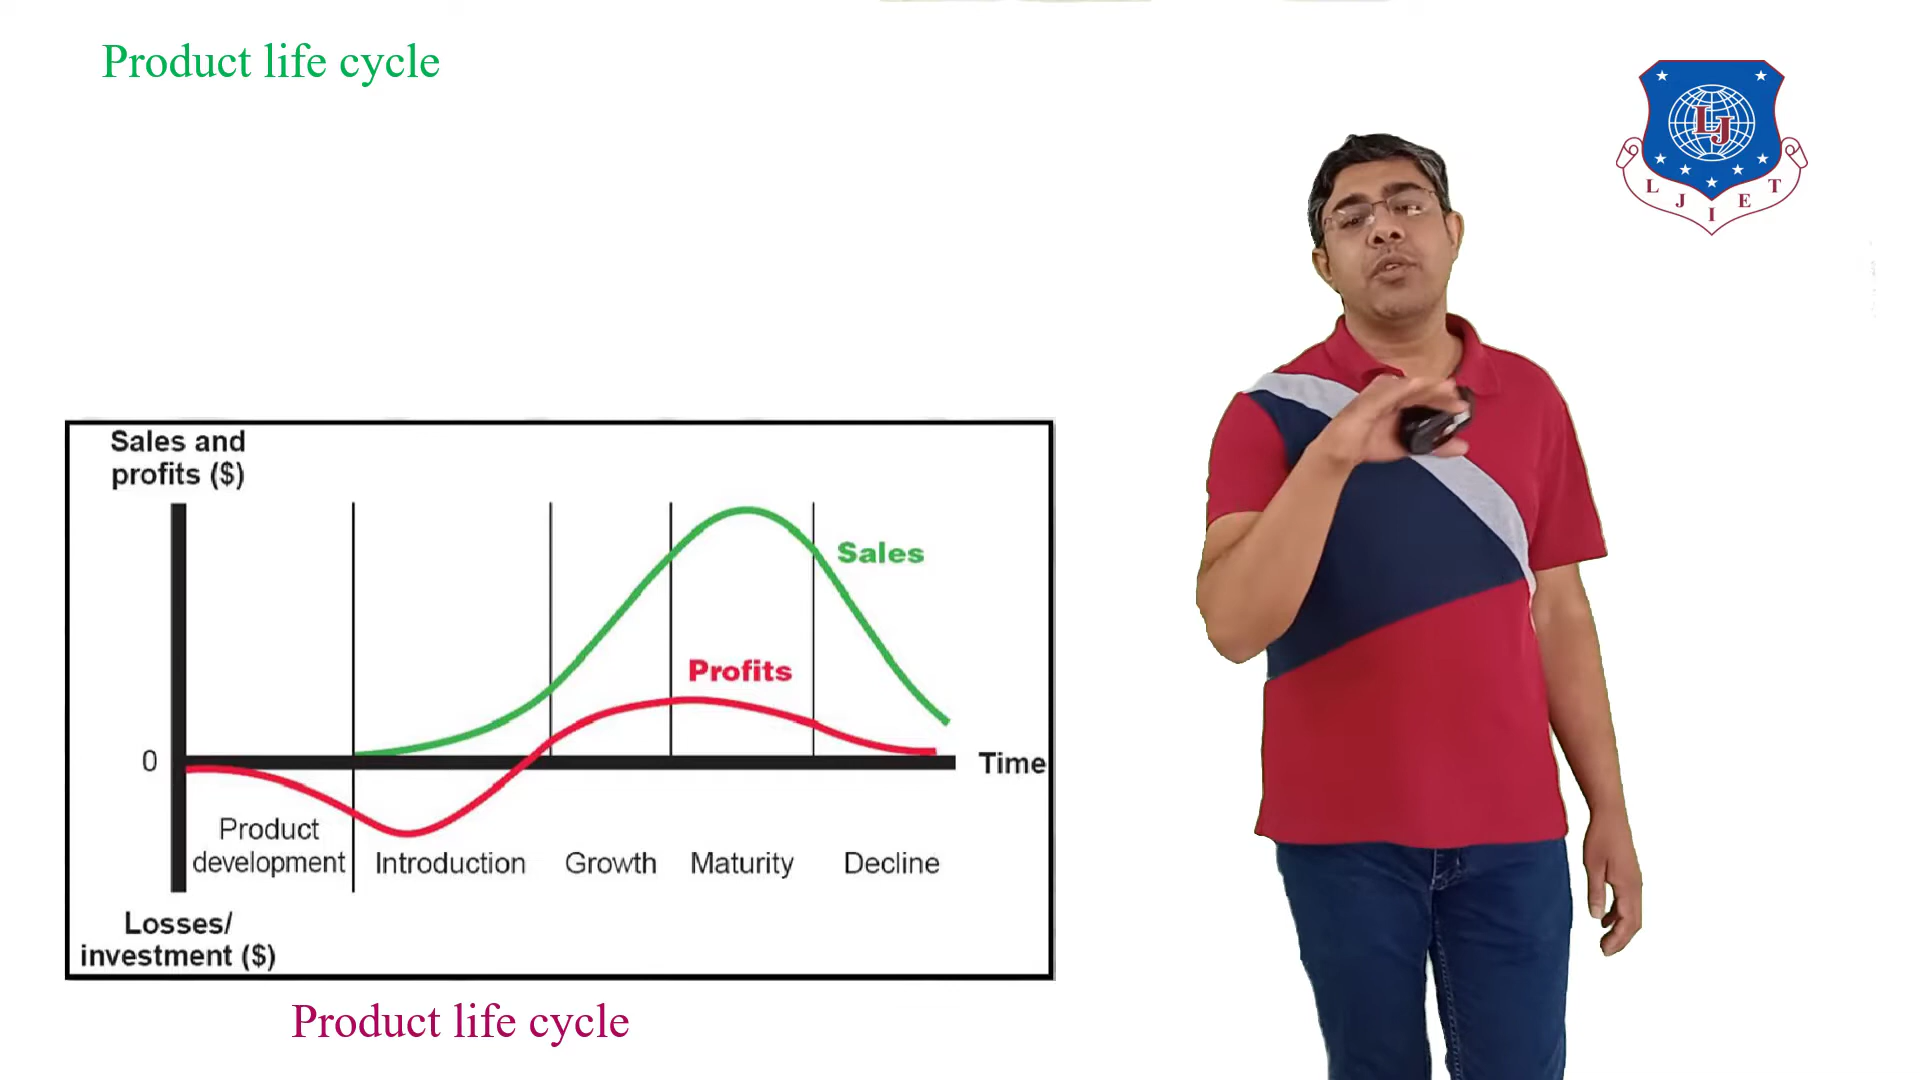 Product life cycle
LJ
L J I E T
Sales and
profits ($)
Sales
Profits
0
Time
Product
development
Introduction
Growth
Maturity
Decline
Losses/
investment ($)
Product life cycle